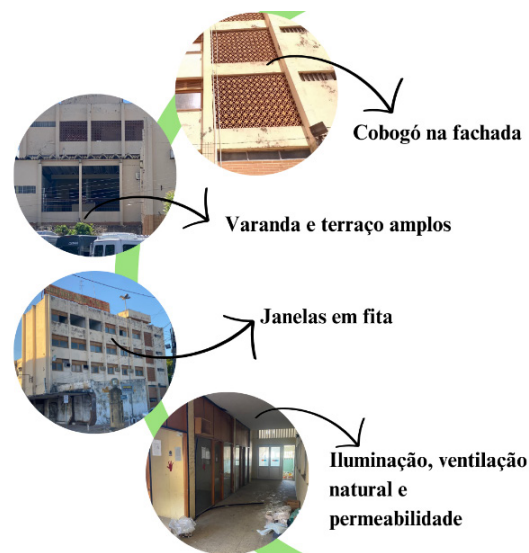 Cobogó na fachada
Varanda e terraço amplos
Janelas em fita
Iluminação, ventilação
natural e
permeabilidade